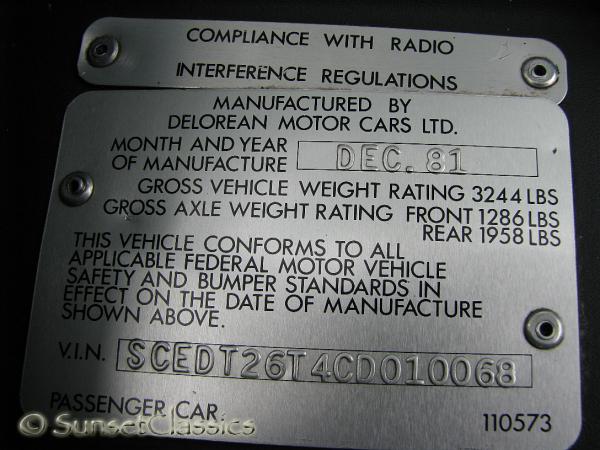 COMPLIANCE WITH RADIO
INTERFERENCE REGULATIONS
MANUFACTURED BY
DELOREAN MOTOR CARS LTD.
MONTH AND YEAR
OF MANUFACTURE DEC. 81
GROSS VEHICLE WEIGHT RATING 3244 LBS
GROSS AXLE WEIGHT RATING FRONT 1286 LBS
REAR 1958 LBS
THIS VEHICLE CONFORMS TO ALL
APPLICABLE FEDERAL MOTOR VEHICLE
SAFETY AND BUMPER STANDARDS IN
EFFECT ON THE DATE OF MANUFACTURE
SHOWN ABOVE.
V.I.N. SCEDT26T4CD010068
PASSENGER CAR. 110573
© SunsetClassics